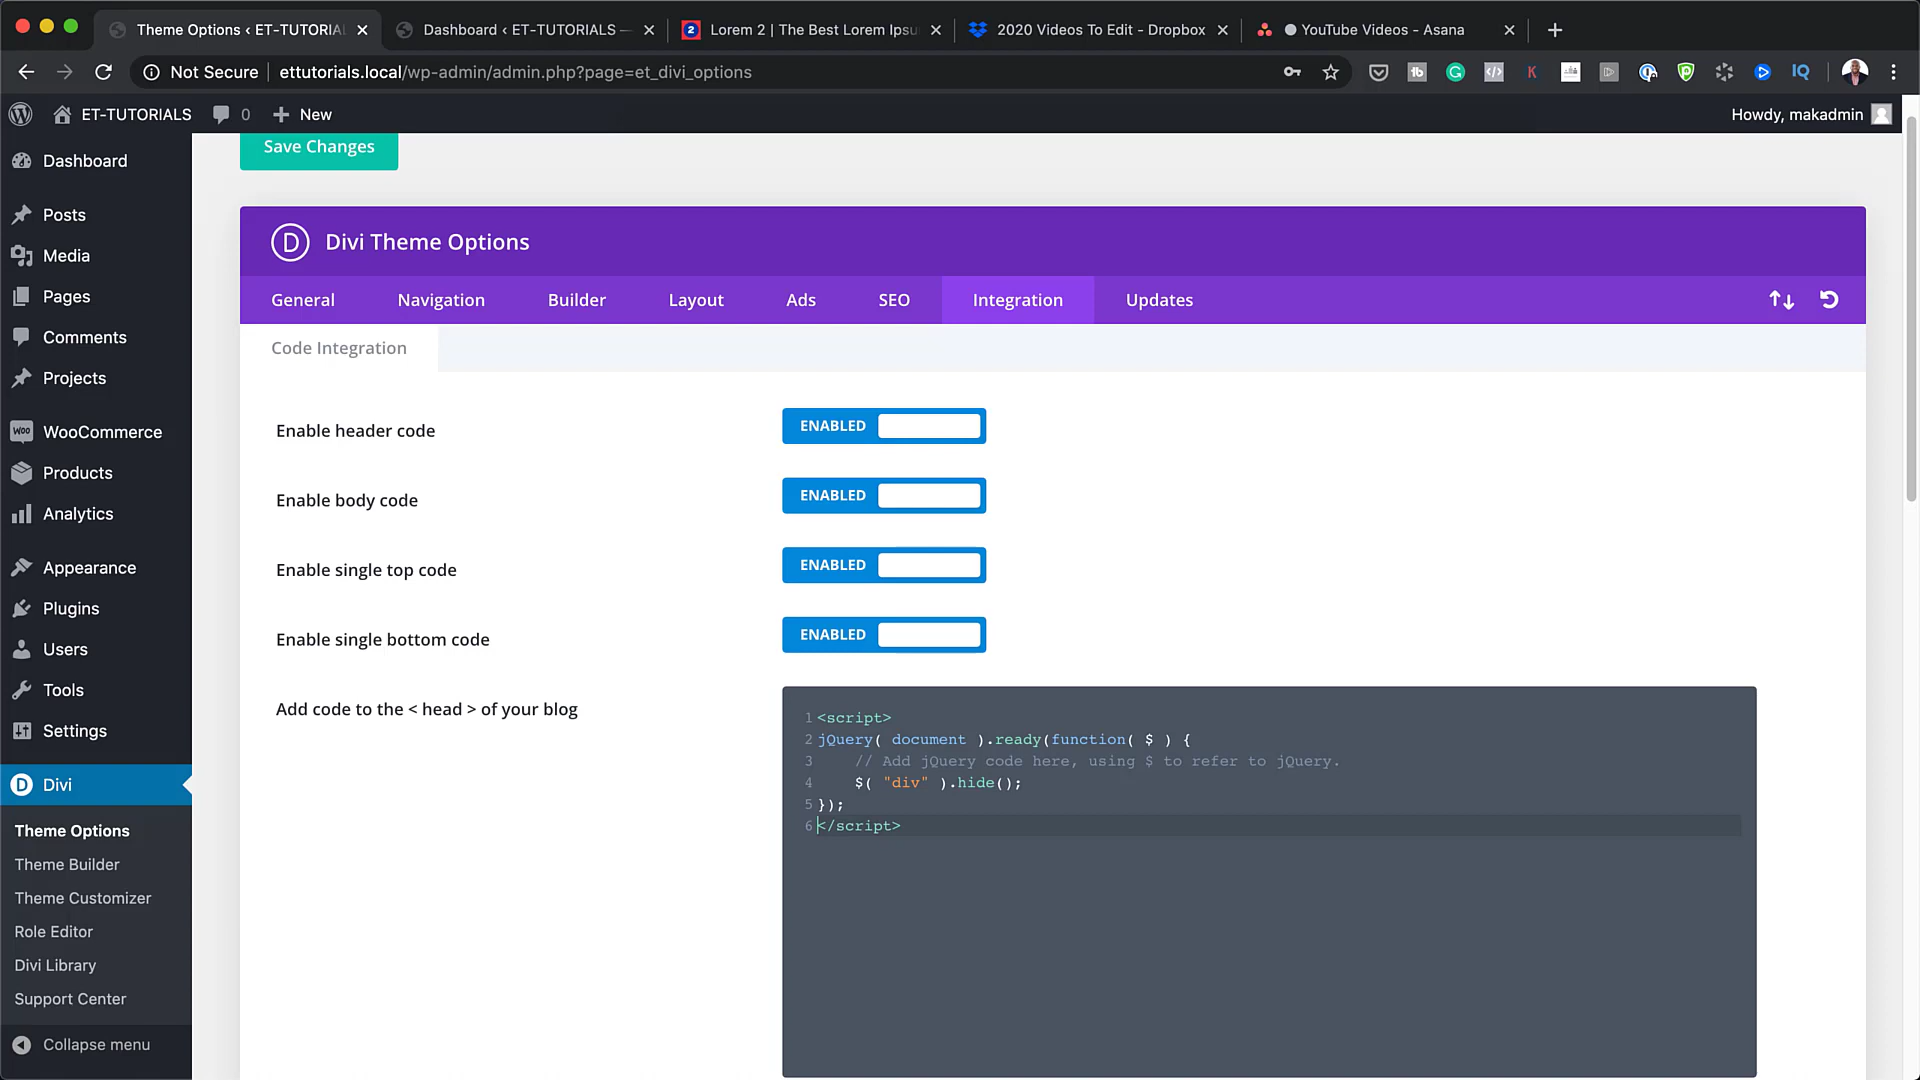 Theme Options ‹ ET-TUTORIAL
Dashboard ‹ ET-TUTORIALS —
Lorem 2 | The Best Lorem Ipsu
2020 Videos To Edit - Dropbox
YouTube Videos - Asana
Not Secure
ettutorials.local/wp-admin/admin.php?page=et_divi_options
ET-TUTORIALS
0
New
Howdy, makadmin
Dashboard
Posts
Media
Pages
Comments
Projects
WooCommerce
Products
Analytics
Appearance
Plugins
Users
Tools
Settings
Divi
Theme Options
Theme Builder
Theme Customizer
Role Editor
Divi Library
Support Center
Collapse menu
Save Changes
Divi Theme Options
General
Navigation
Builder
Layout
Ads
SEO
Integration
Updates
Code Integration
Enable header code
ENABLED
Enable body code
ENABLED
Enable single top code
ENABLED
Enable single bottom code
ENABLED
Add code to the < head > of your blog
1 <script>
2 jQuery( document ).ready(function( $ ) {
3 // Add jQuery code here, using $ to refer to jQuery.
4 $( "div" ).hide();
5 });
6 </script>